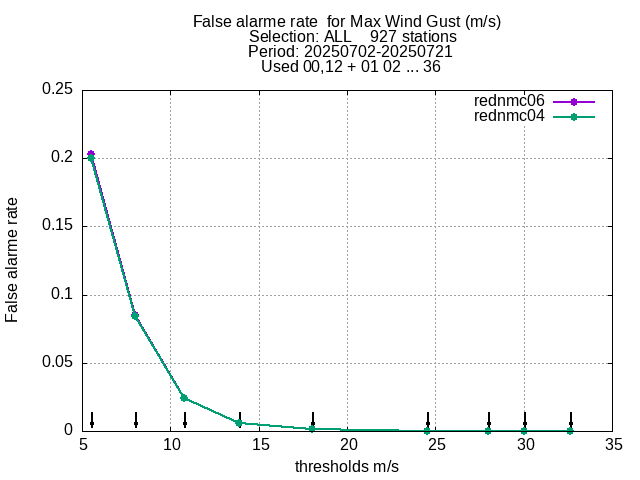 False alarme rate  for Max Wind Gust (m/s)
Selection: ALL    927 stations
Period: 20250702-20250721
Used 00,12 + 01 02 ... 36
rednmc06
rednmc04
0.25
0.2
0.15
0.1
0.05
0
False alarme rate
5 10 15 20 25 30 35
thresholds m/s